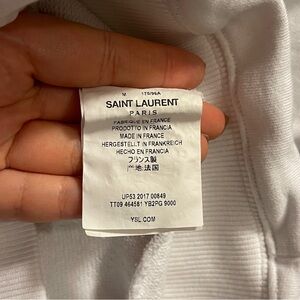 M 175/96A
SAINT LAURENT
PARIS
FABRIQUE EN FRANCE
PRODOTTO IN FRANCIA
MADE IN FRANCE
HERGESTELLT IN FRANKREICH
HECHO EN FRANCIA
フランス製
产地:法国
UP53 2017 00849
TT09 464561 YB2PG 9000
YSL.COM